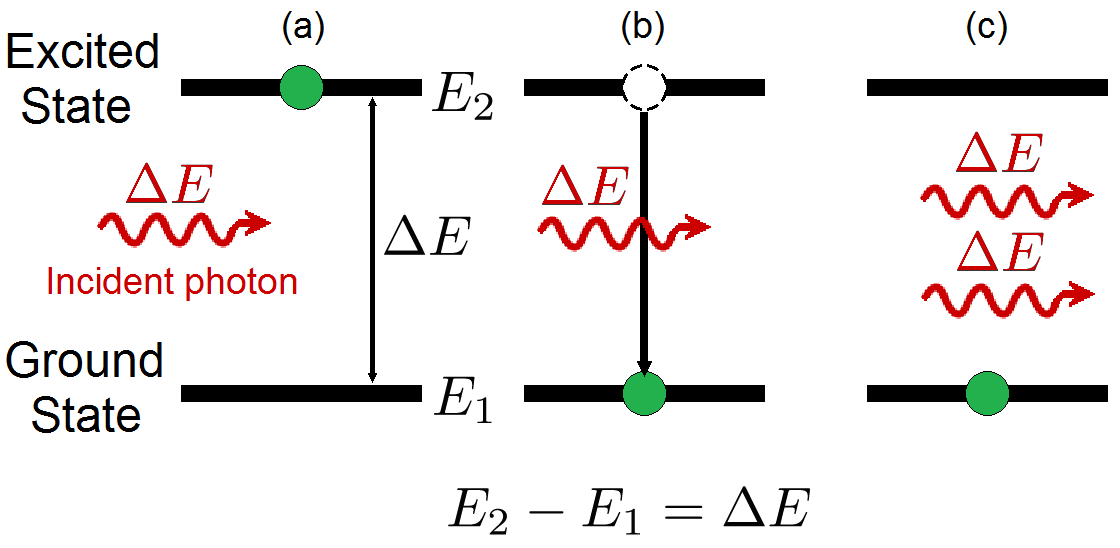 (a)
(b)
(c)
Excited
State
E₂
ΔE
Incident photon
ΔE
ΔE
ΔE
ΔE
Ground
State
E₁
E₂ − E₁ = ΔE